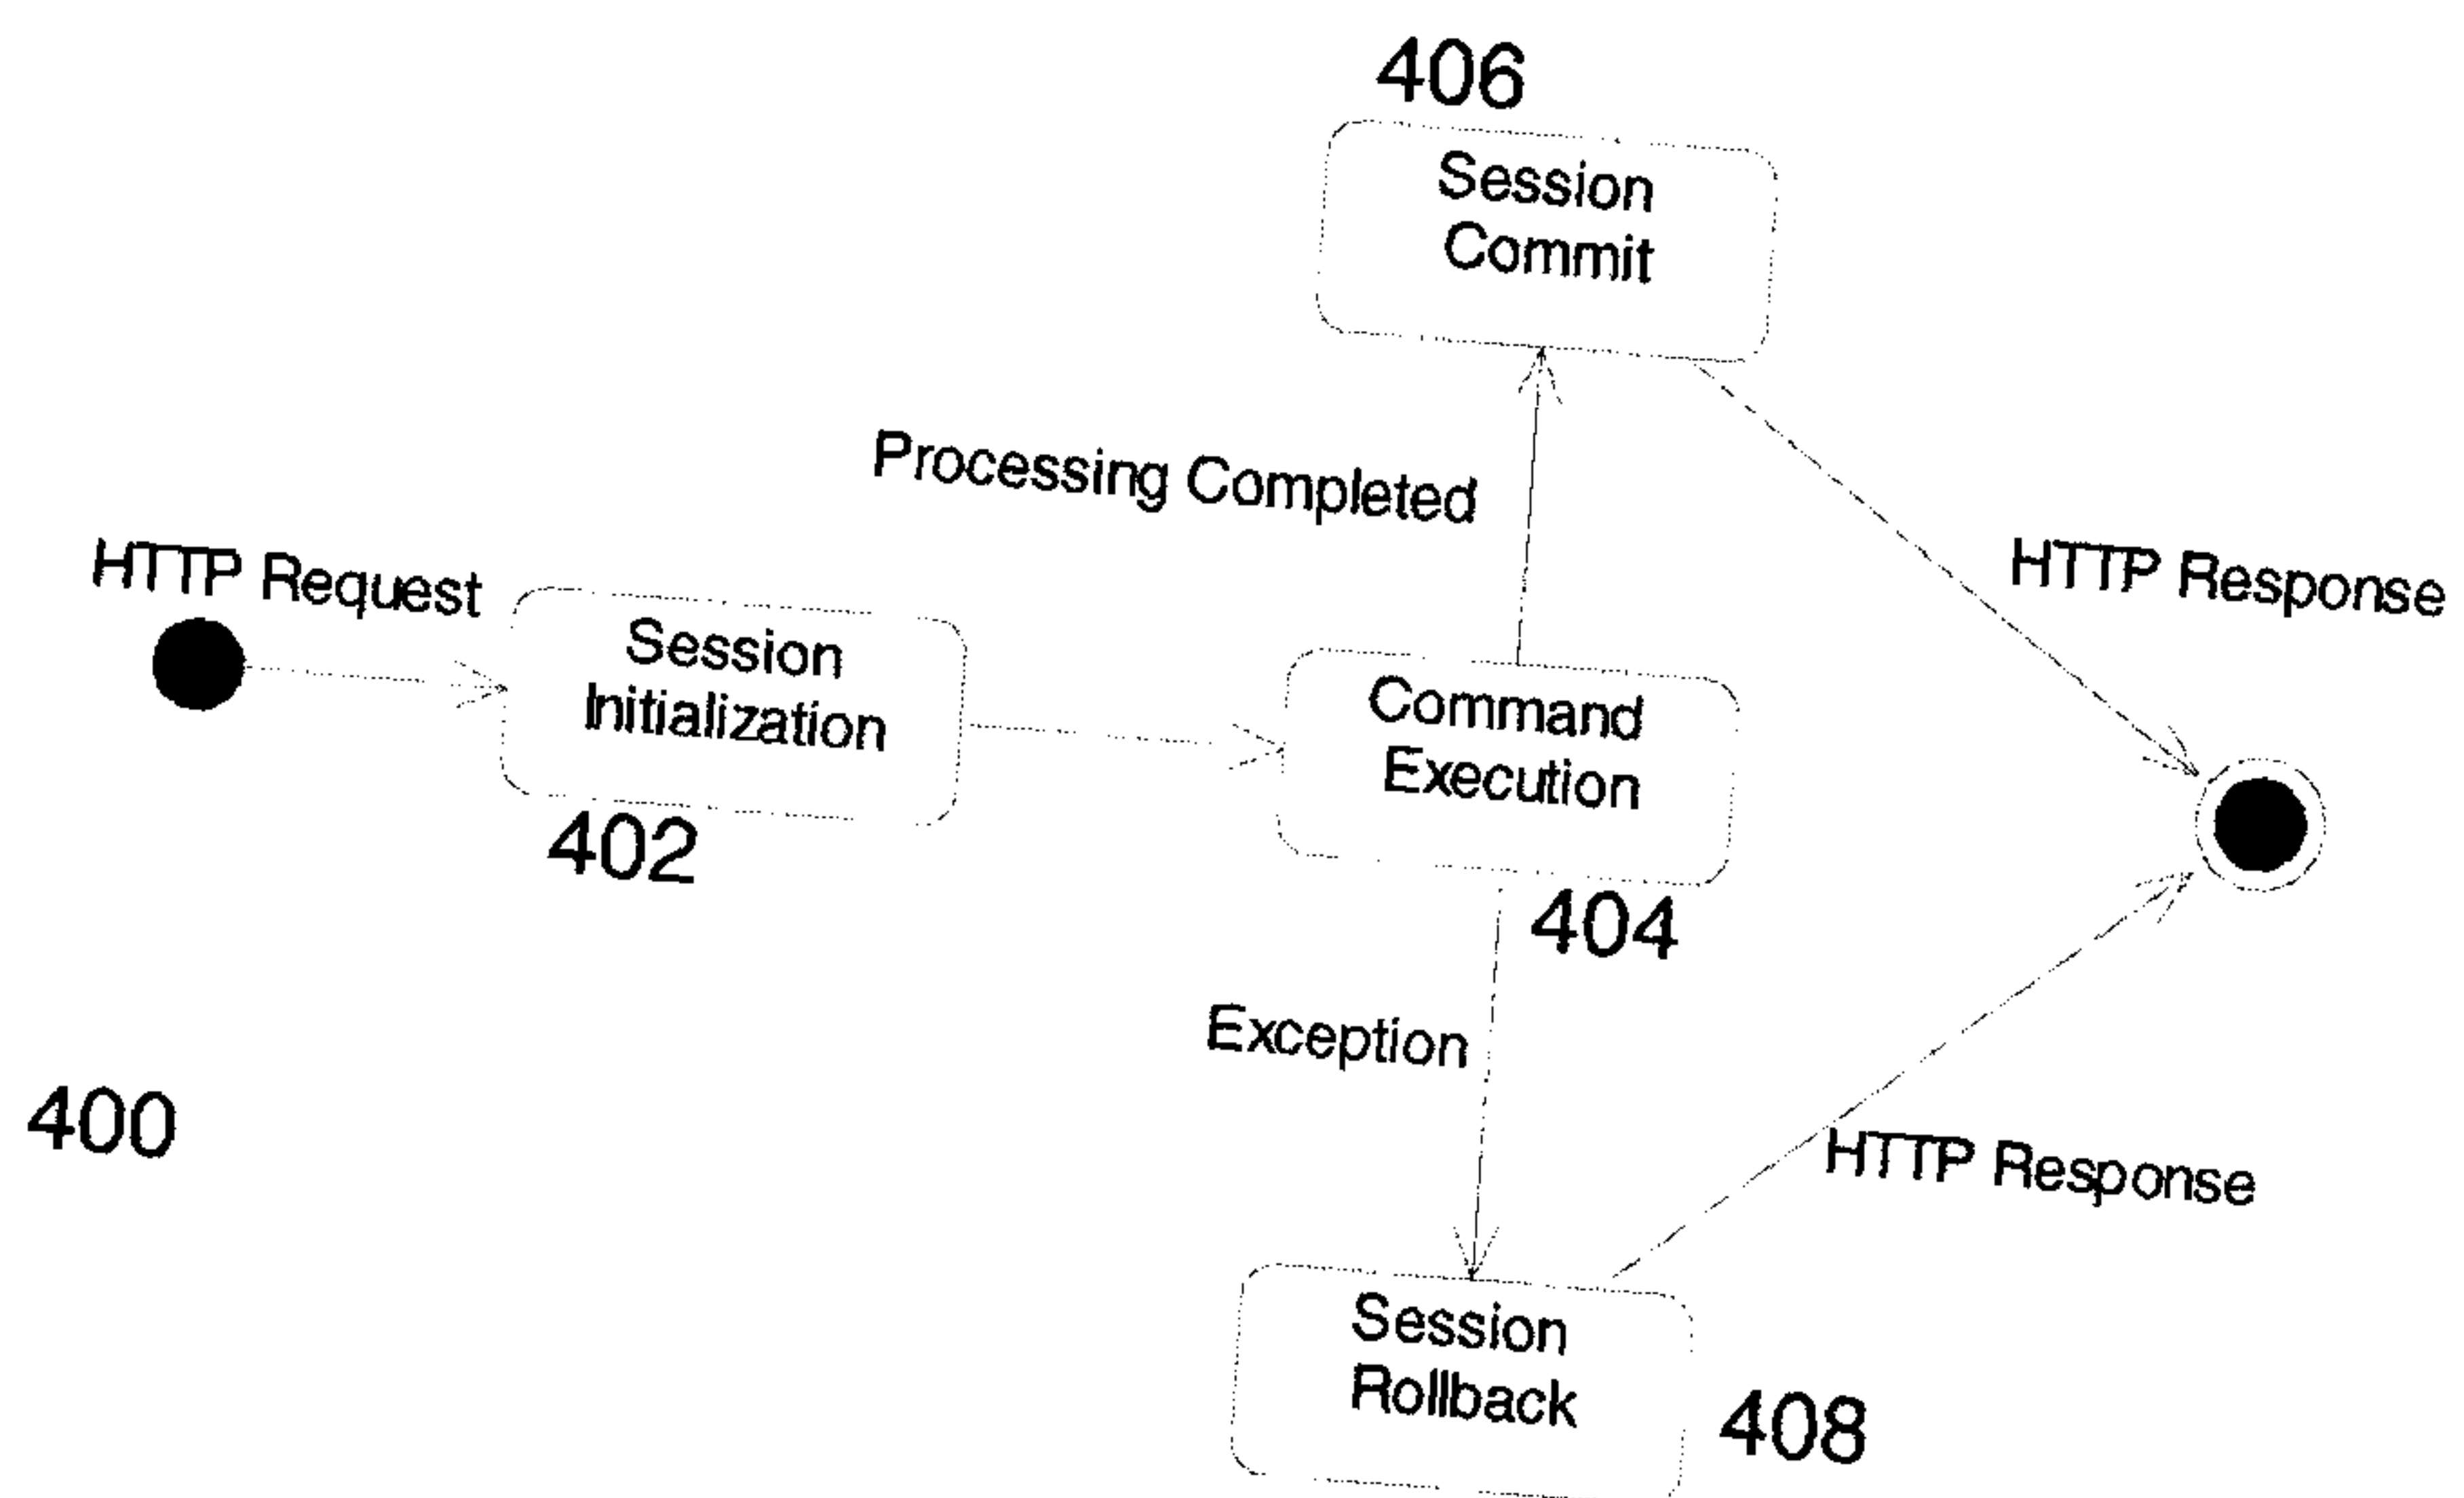 406
Session
Commit
Processing Completed
HTTP Request
HTTP Response
Session
Initialization
Command
Execution
402
404
Exception
400
HTTP Response
Session
Rollback
408